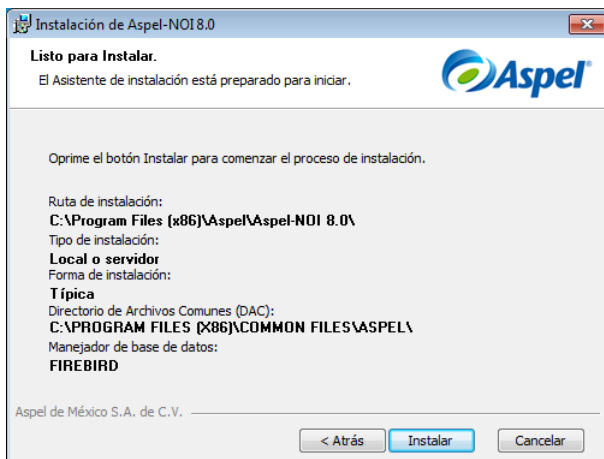 Instalación de Aspel-NOI 8.0
Listo para Instalar.
El Asistente de instalación está preparado para iniciar.
Aspel
Oprime el botón Instalar para comenzar el proceso de instalación.
Ruta de instalación:
C:\Program Files (x86)\Aspel\Aspel-NOI 8.0\
Tipo de instalación:
Local o servidor
Forma de instalación:
Típica
Directorio de Archivos Comunes (DAC):
C:\PROGRAM FILES (X86)\COMMON FILES\ASPEL\
Manejador de base de datos:
FIREBIRD
Aspel de México S.A. de C.V.
< Atrás Instalar Cancelar